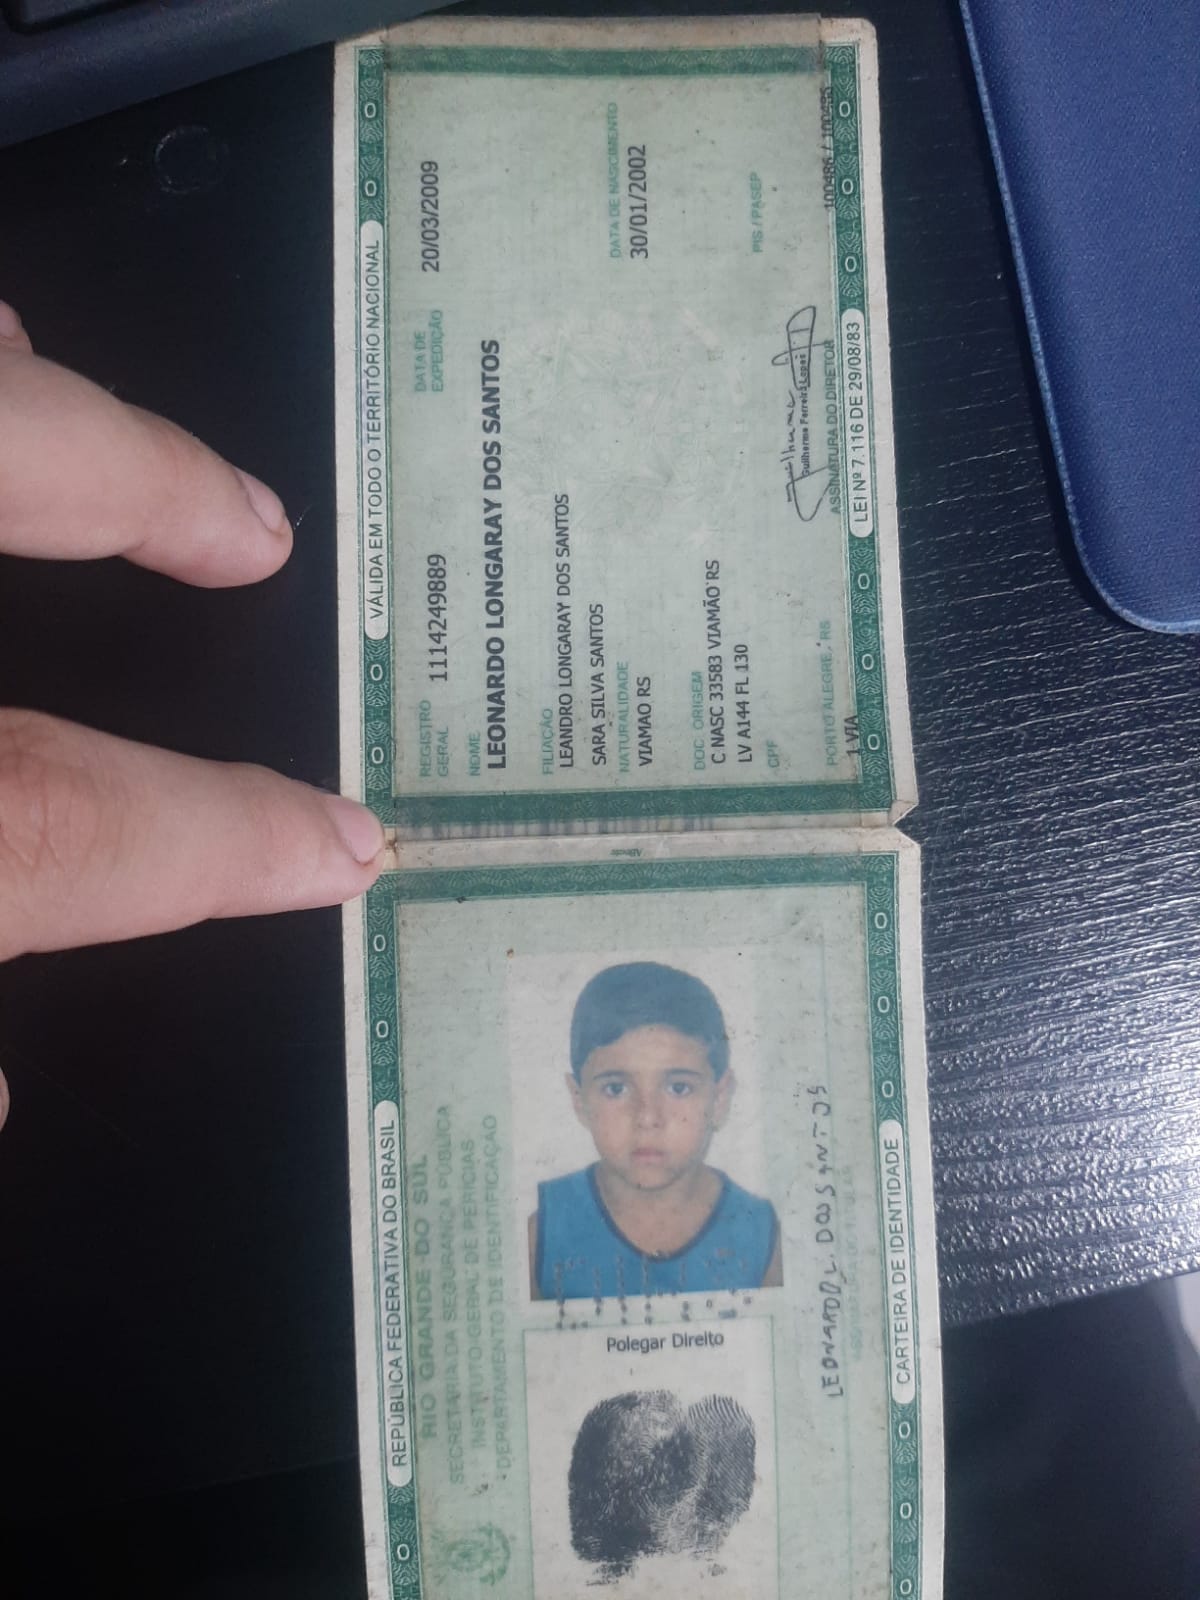 VÁLIDA EM TODO O TERRITÓRIO NACIONAL
REGISTRO GERAL 1114249889 DATA DE EXPEDIÇÃO 20/03/2009
NOME
LEONARDO LONGARAY DOS SANTOS
FILIAÇÃO
LEANDRO LONGARAY DOS SANTOS
SARA SILVA SANTOS
NATURALIDADE DATA DE NASCIMENTO
VIAMAO RS 30/01/2002
DOC. ORIGEM
C NASC 33583 VIAMÃO RS
LV A144 FL 130
CPF PIS / PASEP
Guilherme Ferreira Lopes
PORTO ALEGRE, RS ASSINATURA DO DIRETOR
1 VIA
LEI Nº 7.116 DE 29/08/83
REPÚBLICA FEDERATIVA DO BRASIL
RIO GRANDE DO SUL
SECRETARIA DA SEGURANÇA PÚBLICA
INSTITUTO-GERAL DE PERÍCIAS
DEPARTAMENTO DE IDENTIFICAÇÃO
Polegar Direito
LEONARDO L. DOS SANTOS
CARTEIRA DE IDENTIDADE